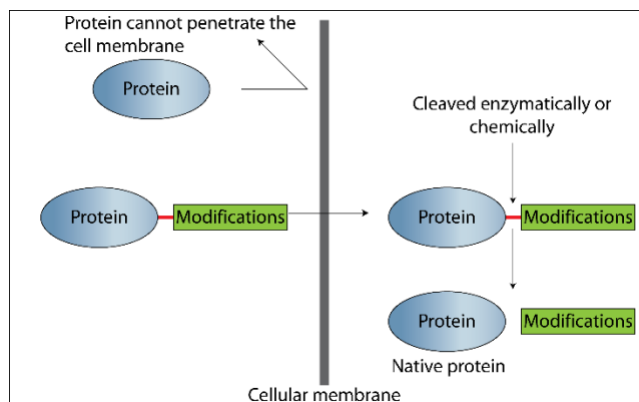 Protein cannot penetrate the
cell membrane
Protein
Cleaved enzymatically or
chemically
Protein
Modifications
Protein
Modifications
Protein
Modifications
Native protein
Cellular membrane